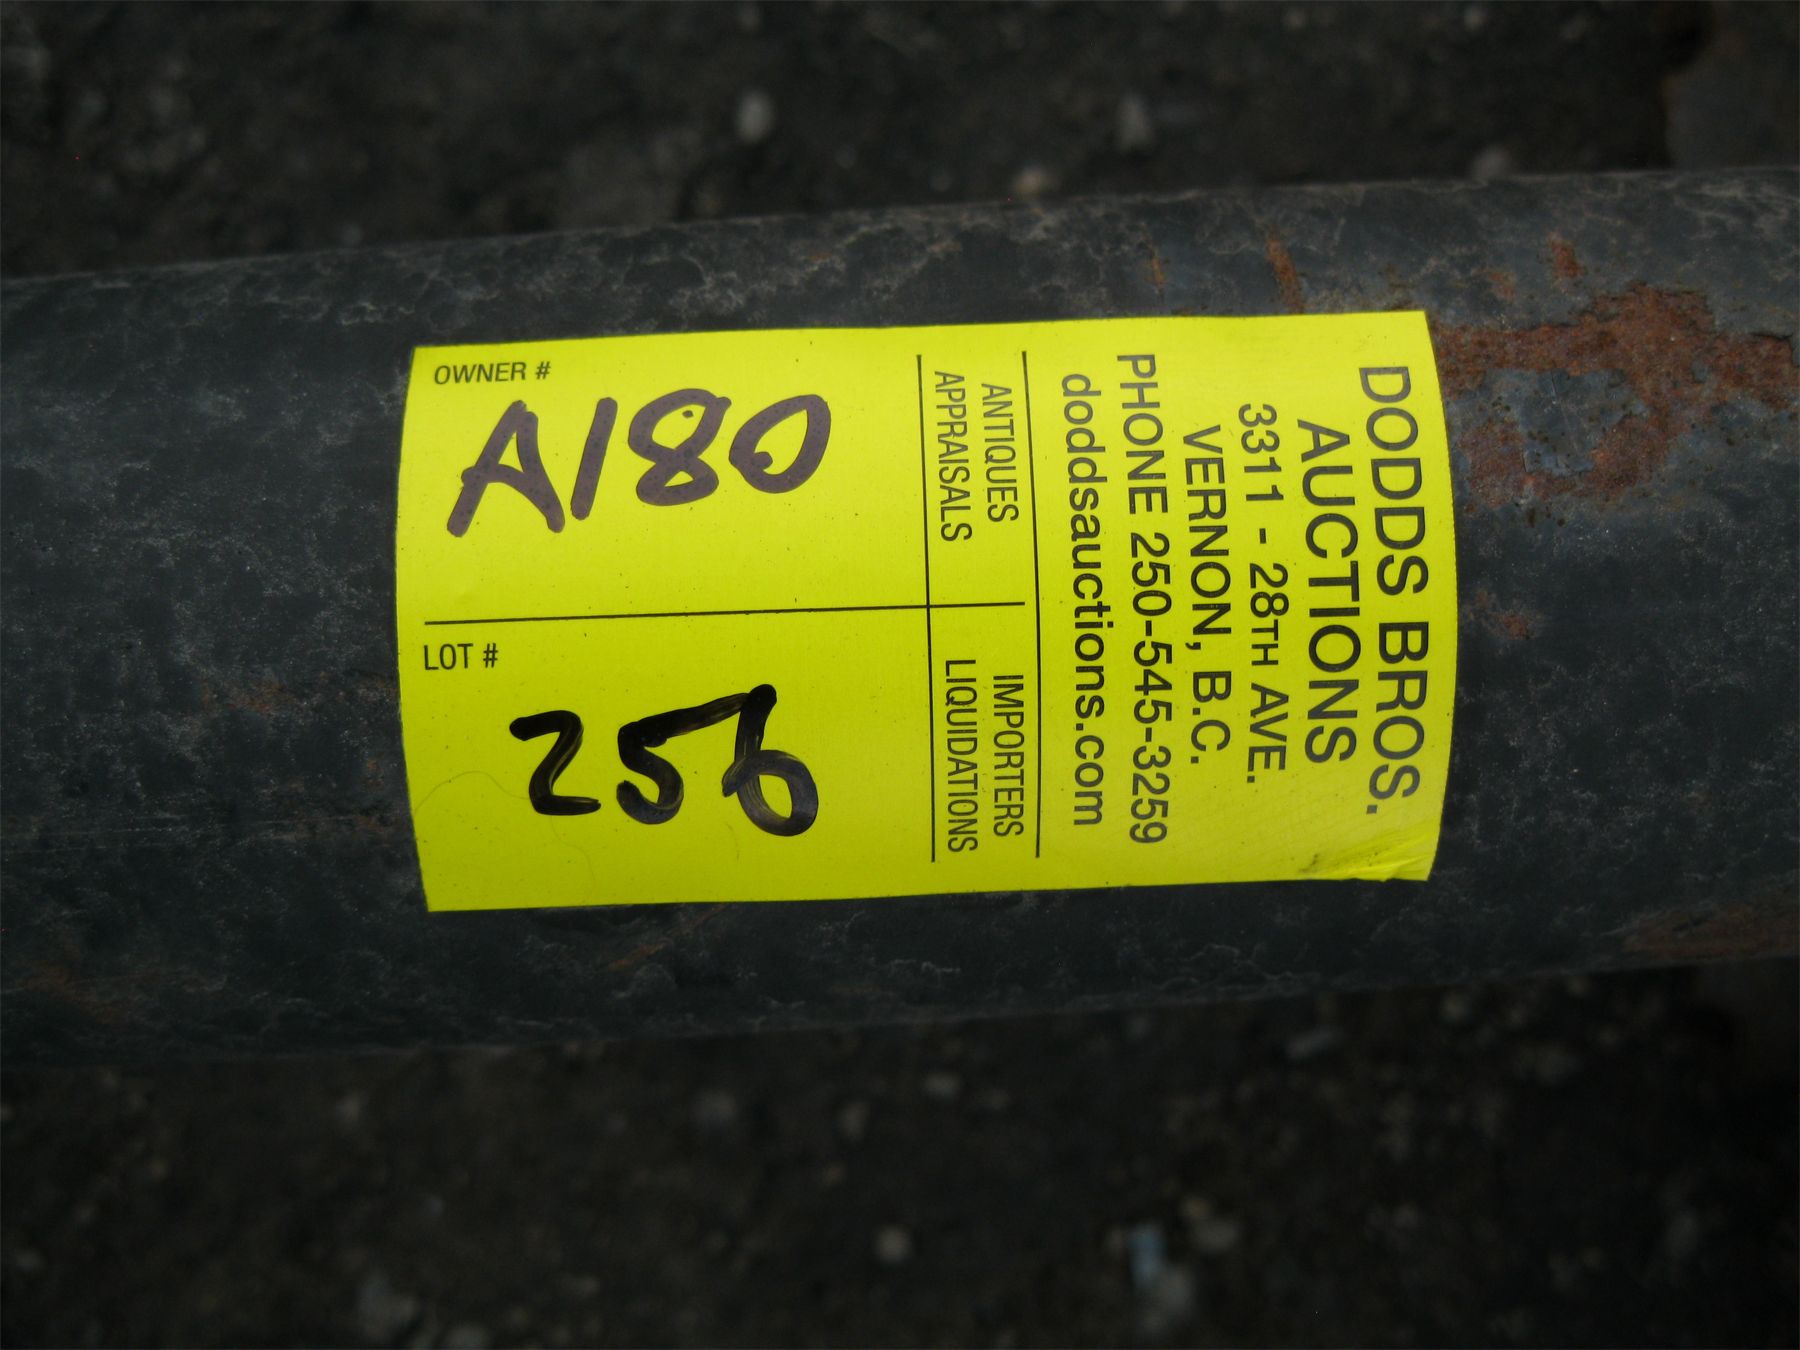 DODDS BROS.
AUCTIONS
3311 - 28TH AVE.
VERNON, B.C.
PHONE 250-545-3259
doddsauctions.com
ANTIQUES
APPRAISALS
IMPORTERS
LIQUIDATIONS
OWNER #
A180
LOT #
256